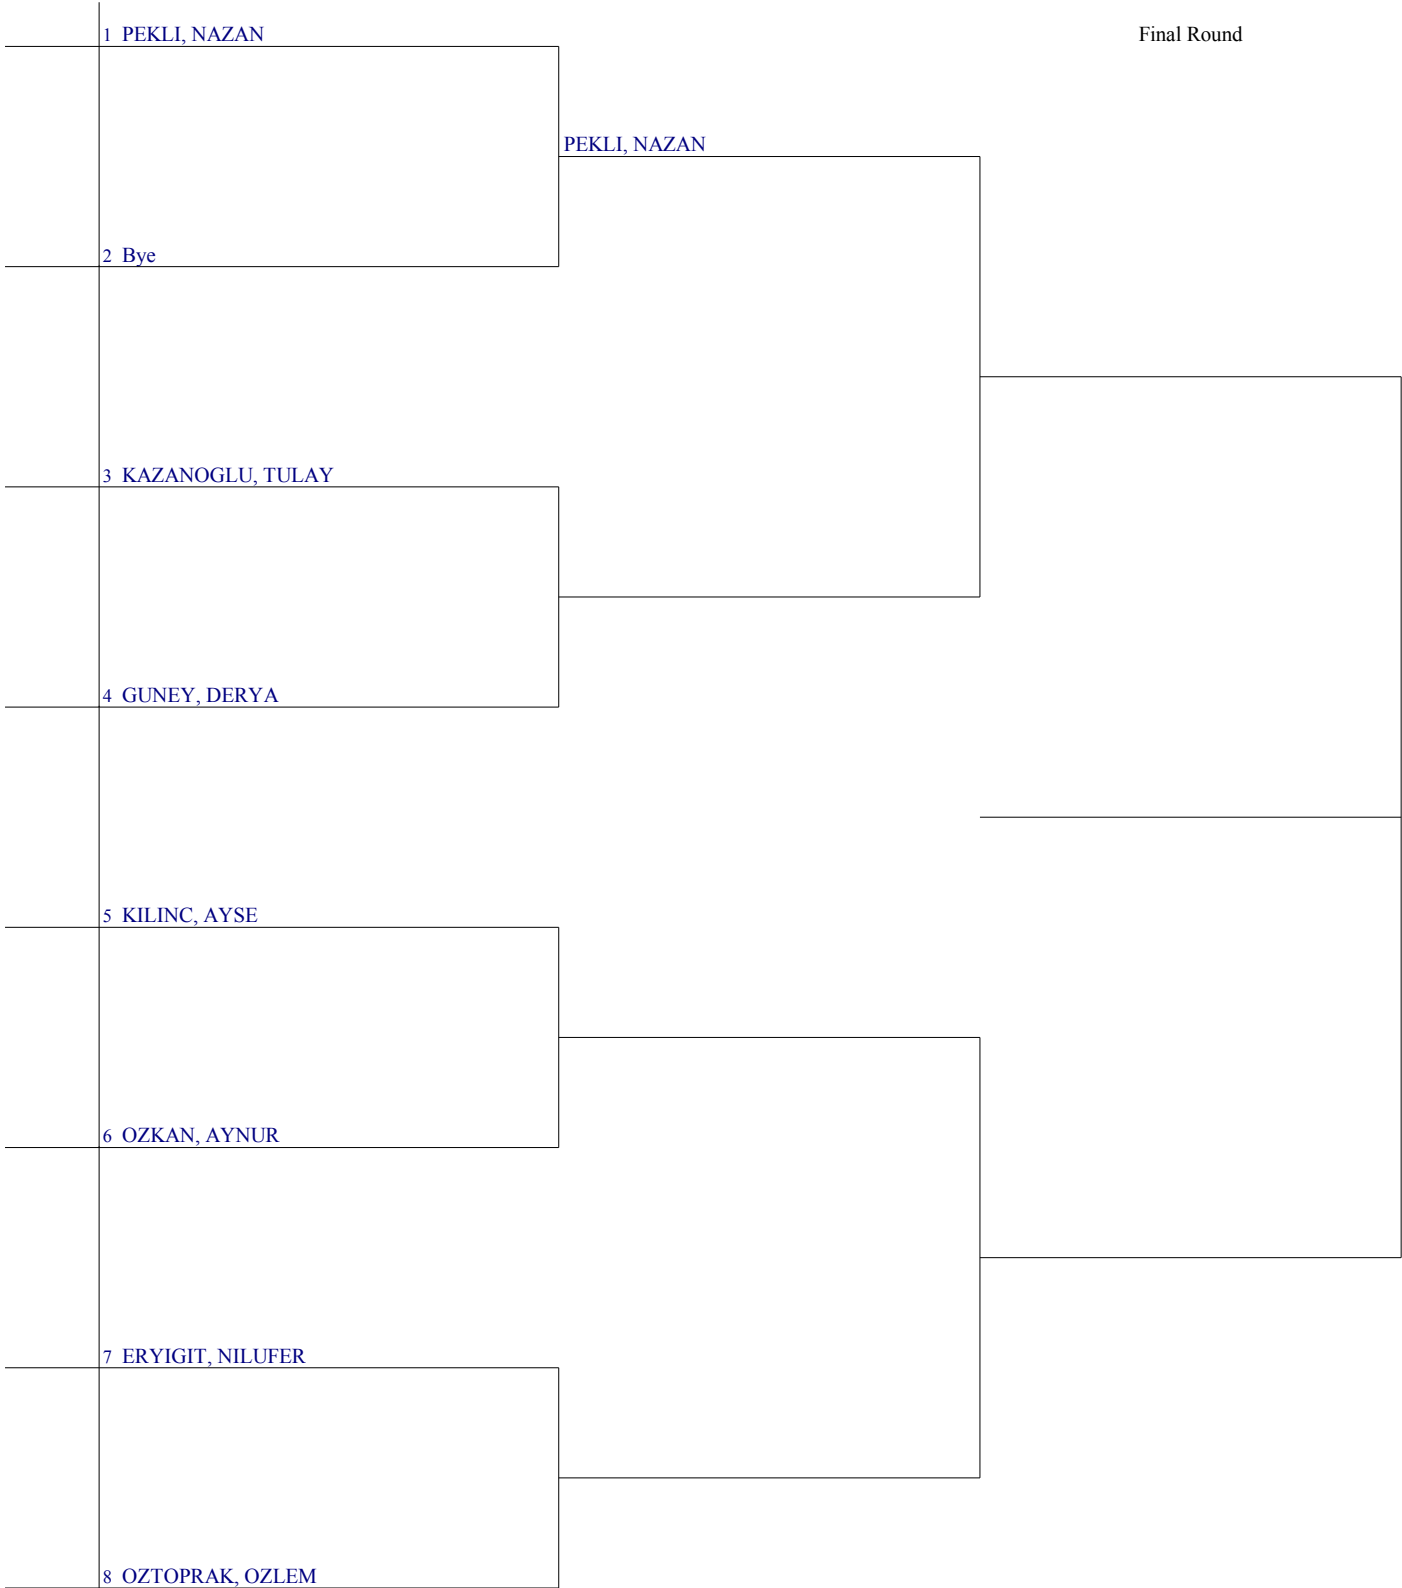 1 PEKLI, NAZAN
Final Round
PEKLI, NAZAN
2 Bye
3 KAZANOGLU, TULAY
4 GUNEY, DERYA
5 KILINC, AYSE
6 OZKAN, AYNUR
7 ERYIGIT, NILUFER
8 OZTOPRAK, OZLEM